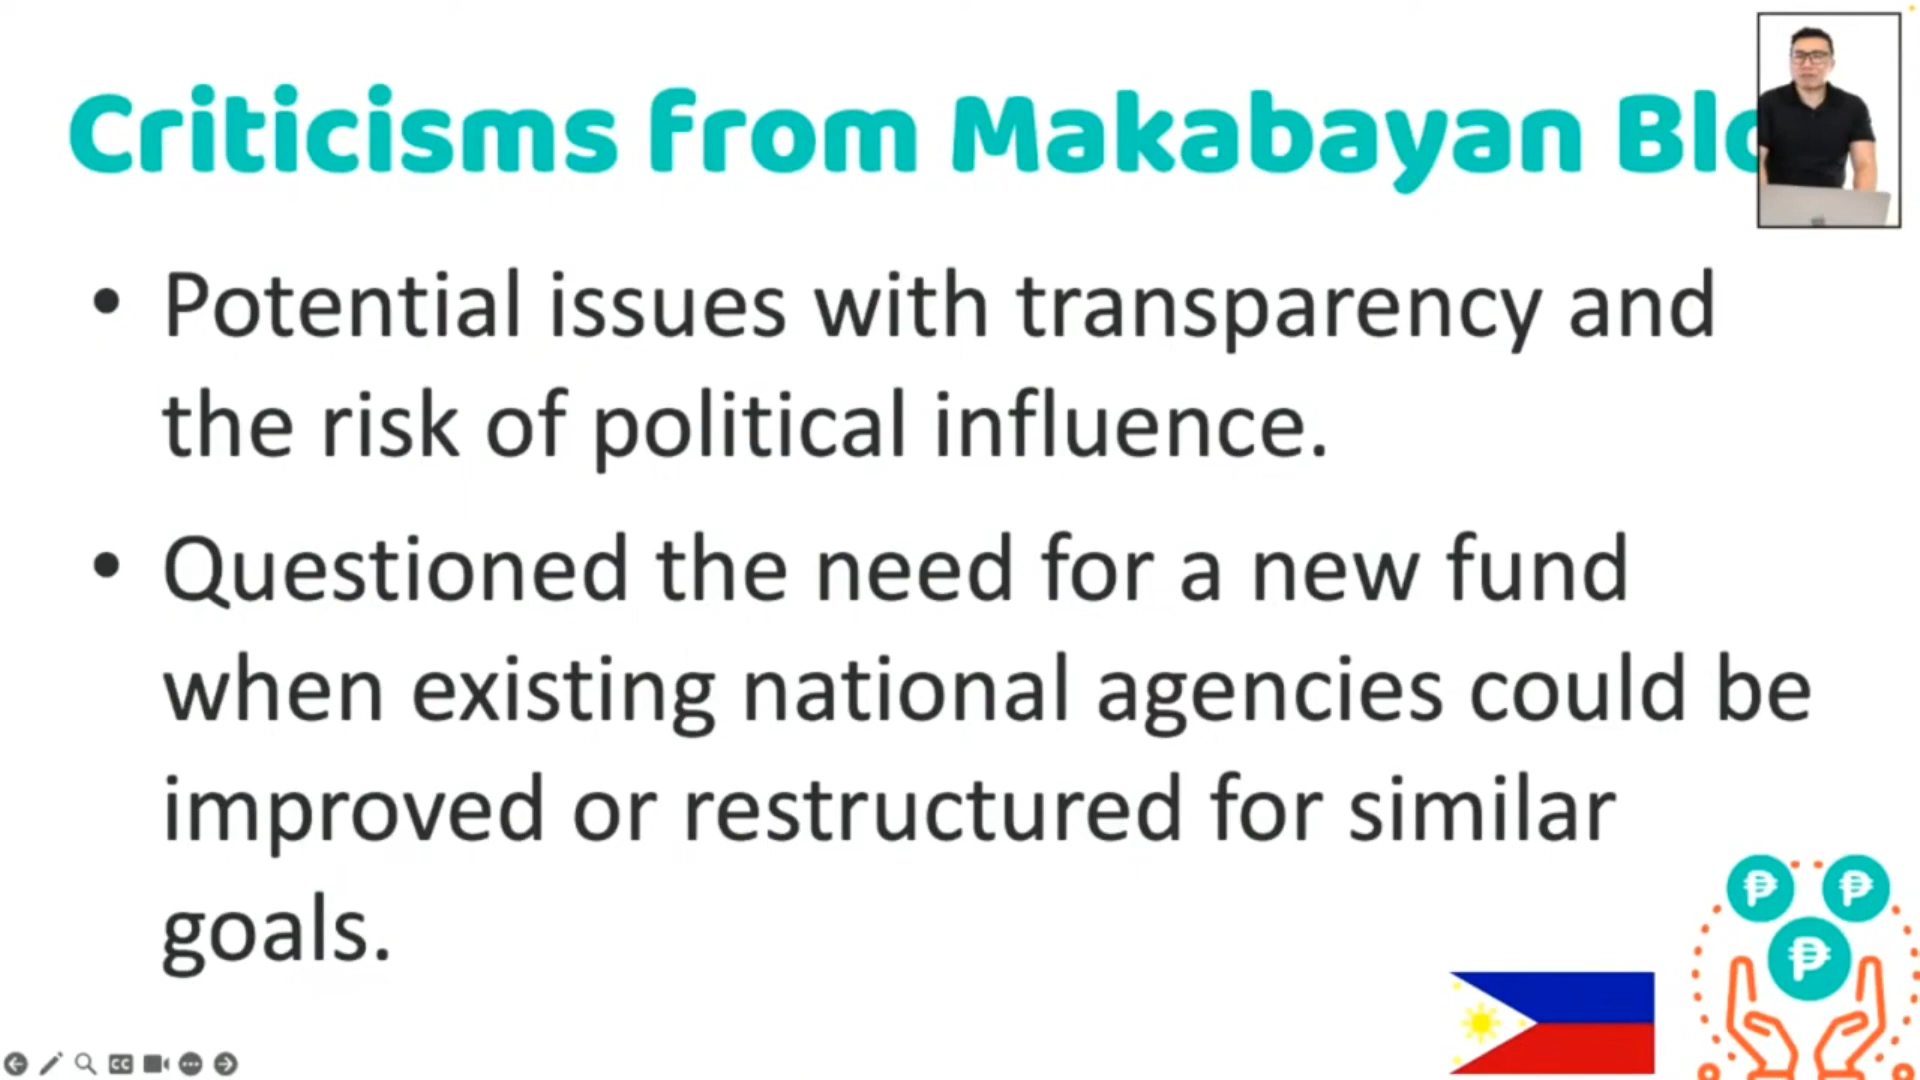 Criticisms from Makabayan Blo
• Potential issues with transparency and
the risk of political influence.
• Questioned the need for a new fund
when existing national agencies could be
improved or restructured for similar
goals.
₱ ₱
₱
CC